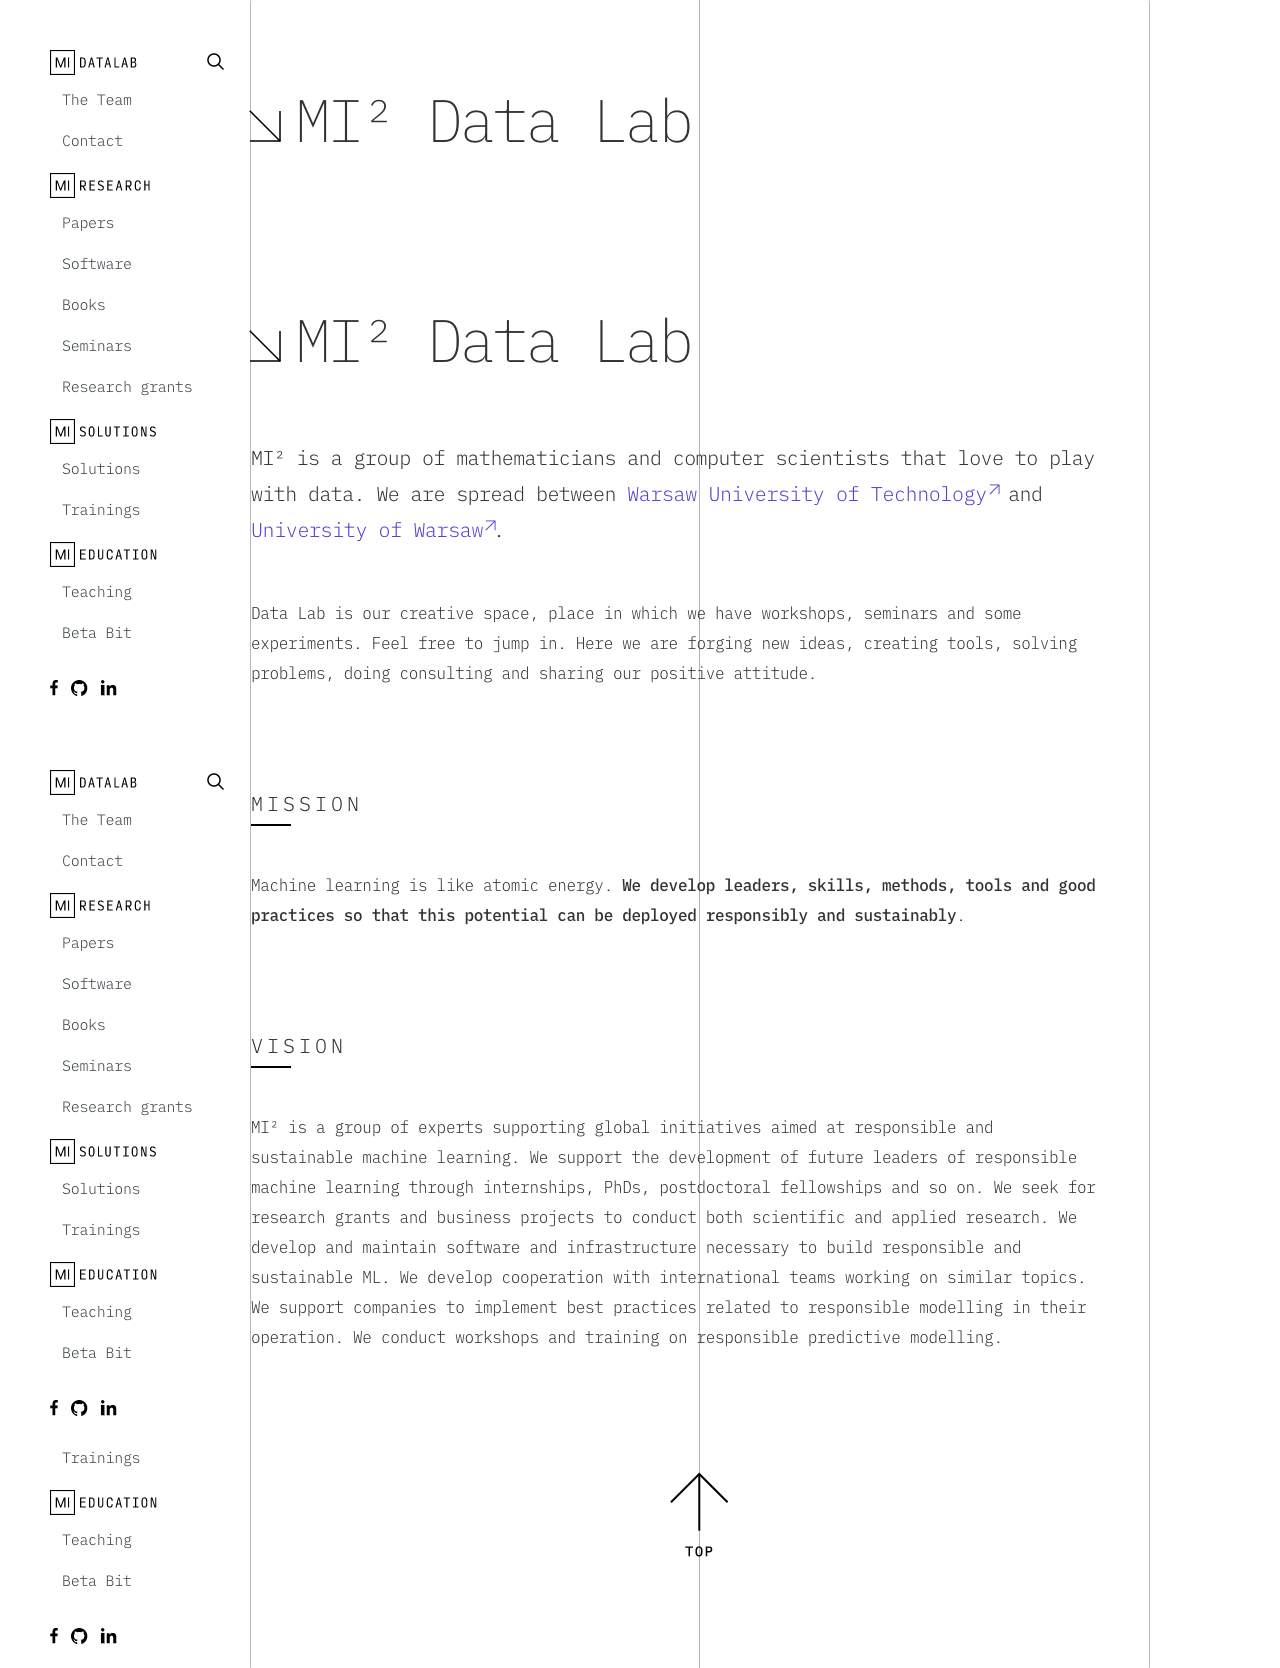 MI DATALAB
The Team
Contact
MI RESEARCH
Papers
Software
Books
Seminars
Research grants
MI SOLUTIONS
Solutions
Trainings
MI EDUCATION
Teaching
Beta Bit
MI DATALAB
The Team
Contact
MI RESEARCH
Papers
Software
Books
Seminars
Research grants
MI SOLUTIONS
Solutions
Trainings
MI EDUCATION
Teaching
Beta Bit
Trainings
MI EDUCATION
Teaching
Beta Bit
MI² Data Lab
MI² Data Lab
MI² is a group of mathematicians and computer scientists that love to play
with data. We are spread between Warsaw University of Technology and
University of Warsaw.
Data Lab is our creative space, place in which we have workshops, seminars and some
experiments. Feel free to jump in. Here we are forging new ideas, creating tools, solving
problems, doing consulting and sharing our positive attitude.
MISSION
Machine learning is like atomic energy. We develop leaders, skills, methods, tools and good
practices so that this potential can be deployed responsibly and sustainably.
VISION
MI² is a group of experts supporting global initiatives aimed at responsible and
sustainable machine learning. We support the development of future leaders of responsible
machine learning through internships, PhDs, postdoctoral fellowships and so on. We seek for
research grants and business projects to conduct both scientific and applied research. We
develop and maintain software and infrastructure necessary to build responsible and
sustainable ML. We develop cooperation with international teams working on similar topics.
We support companies to implement best practices related to responsible modelling in their
operation. We conduct workshops and training on responsible predictive modelling.
TOP